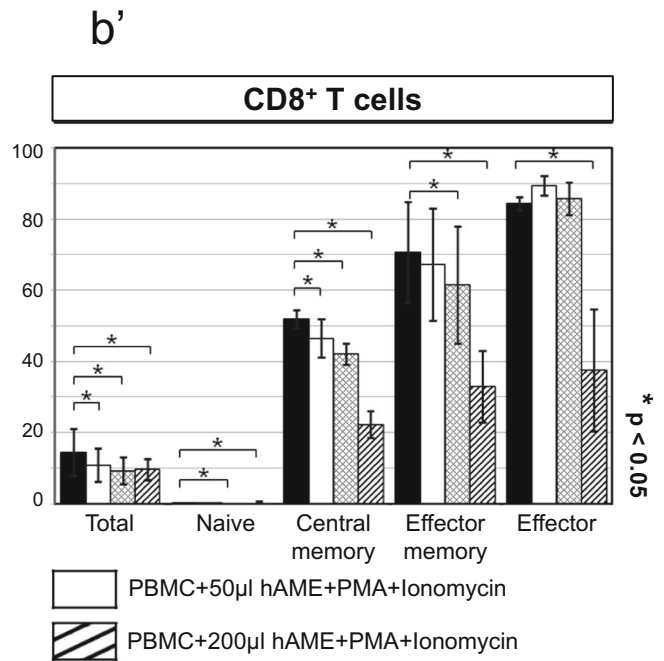 b’
CD8⁺ T cells
100
80
60
40
20
0
* * * * * * * * * * *
* p < 0.05
Total Naive Central memory Effector memory Effector
PBMC+50µl hAME+PMA+Ionomycin
PBMC+200µl hAME+PMA+Ionomycin